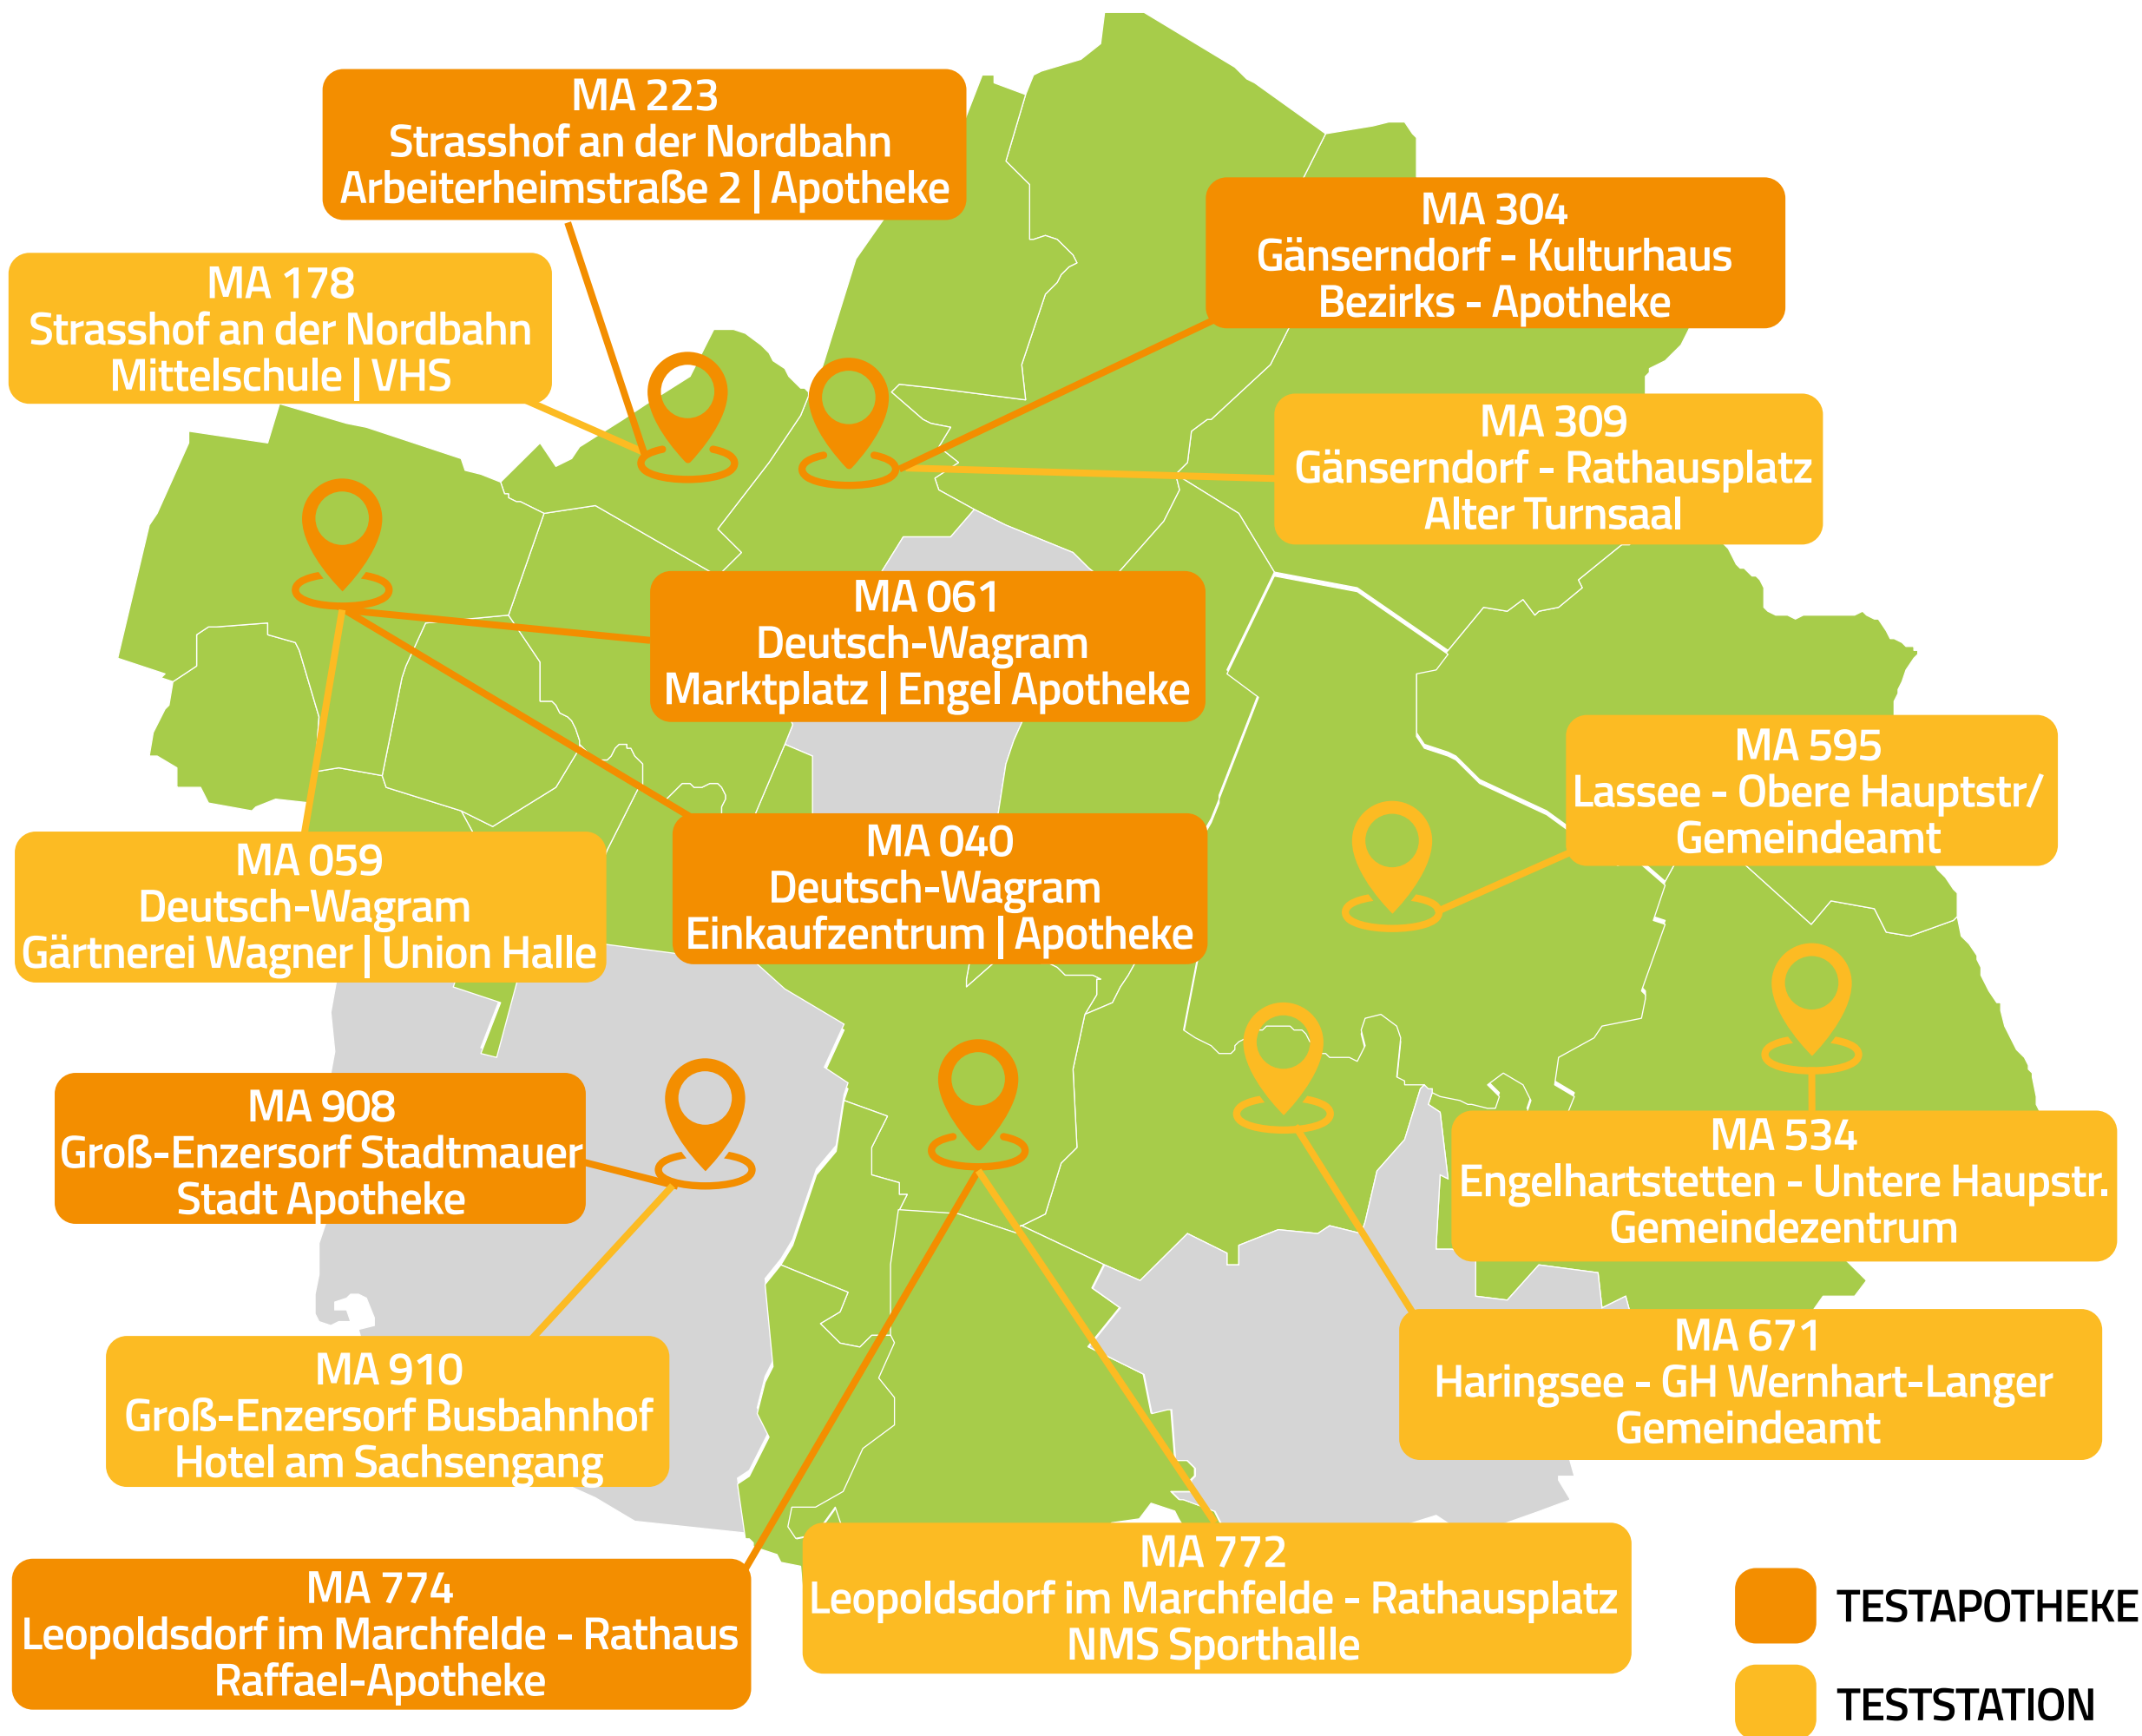 MA 223
Strasshof an der Nordbahn
Arbeiterheimstraße 2 | Apotheke
MA 304
Gänserndorf - Kulturhaus
Bezirks - Apotheke
MA 178
Strasshof an der Nordbahn
Mittelschule | VHS
MA 309
Gänserndorf - Rathausplatz
Alter Turnsaal
MA 061
Deutsch-Wagram
Marktplatz | Engel Apotheke
MA 595
Lassee - Obere Hauptstr/
Gemeindeamt
MA 059
Deutsch-Wagram
Gärtnerei Wagner | Union Halle
MA 040
Deutsch-Wagram
Einkaufzentrum | Apotheke
MA 908
Groß-Enzersorf Stadtmauer
Stadt Apotheke
MA 534
Engelhartstetten - Untere Haupstr.
Gemeindezentrum
MA 671
Haringsee - GH Wernhart-Langer
Gemeindeamt
MA 910
Groß-Enzersorf Busbahnhof
Hotel am Sachsengang
MA 772
Leopoldsdorf im Marchfelde - Rathausplatz
NMS Sporthalle
MA 774
Leopoldsdorf im Marchfelde - Rathaus
Raffael-Apotheke
TESTAPOTHEKE
TESTSTATION